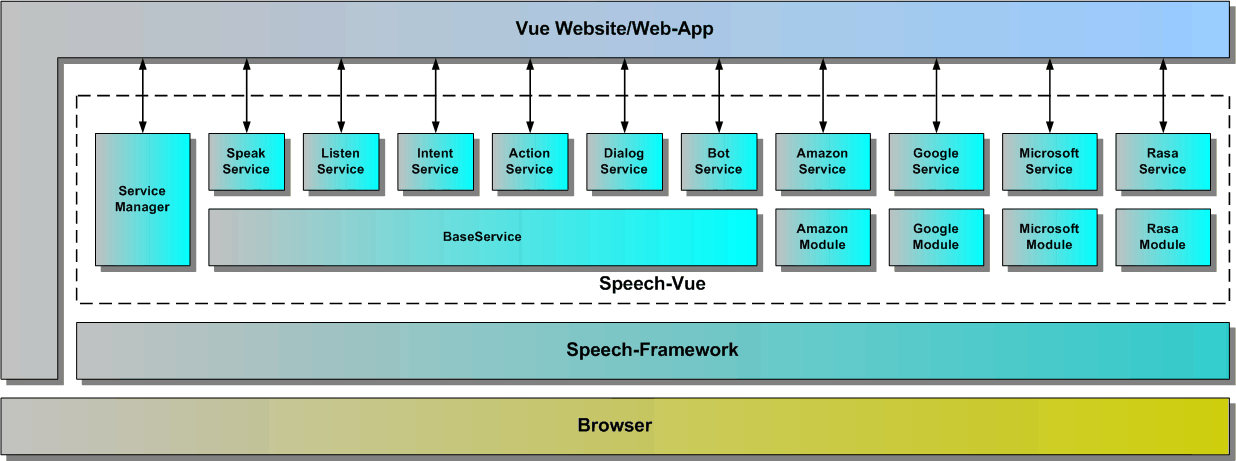 Vue Website/Web-App
Service
Manager
Speak
Service
Listen
Service
Intent
Service
Action
Service
Dialog
Service
Bot
Service
Amazon
Service
Google
Service
Microsoft
Service
Rasa
Service
BaseService
Amazon
Module
Google
Module
Microsoft
Module
Rasa
Module
Speech-Vue
Speech-Framework
Browser